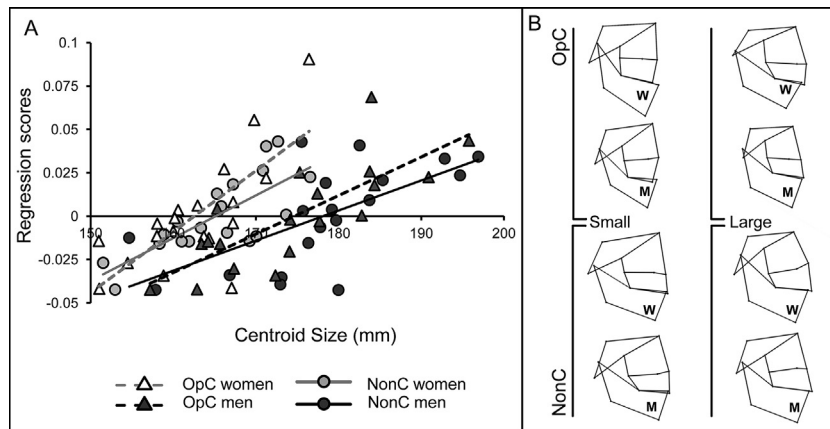 A
0.1
0.075
0.05
0.025
0
-0.025
-0.05
150
160
170
180
190
200
Regression scores
Centroid Size (mm)
OpC women
NonC women
OpC men
NonC men
B
OpC
W
W
M
M
Small
Large
NonC
W
W
M
M